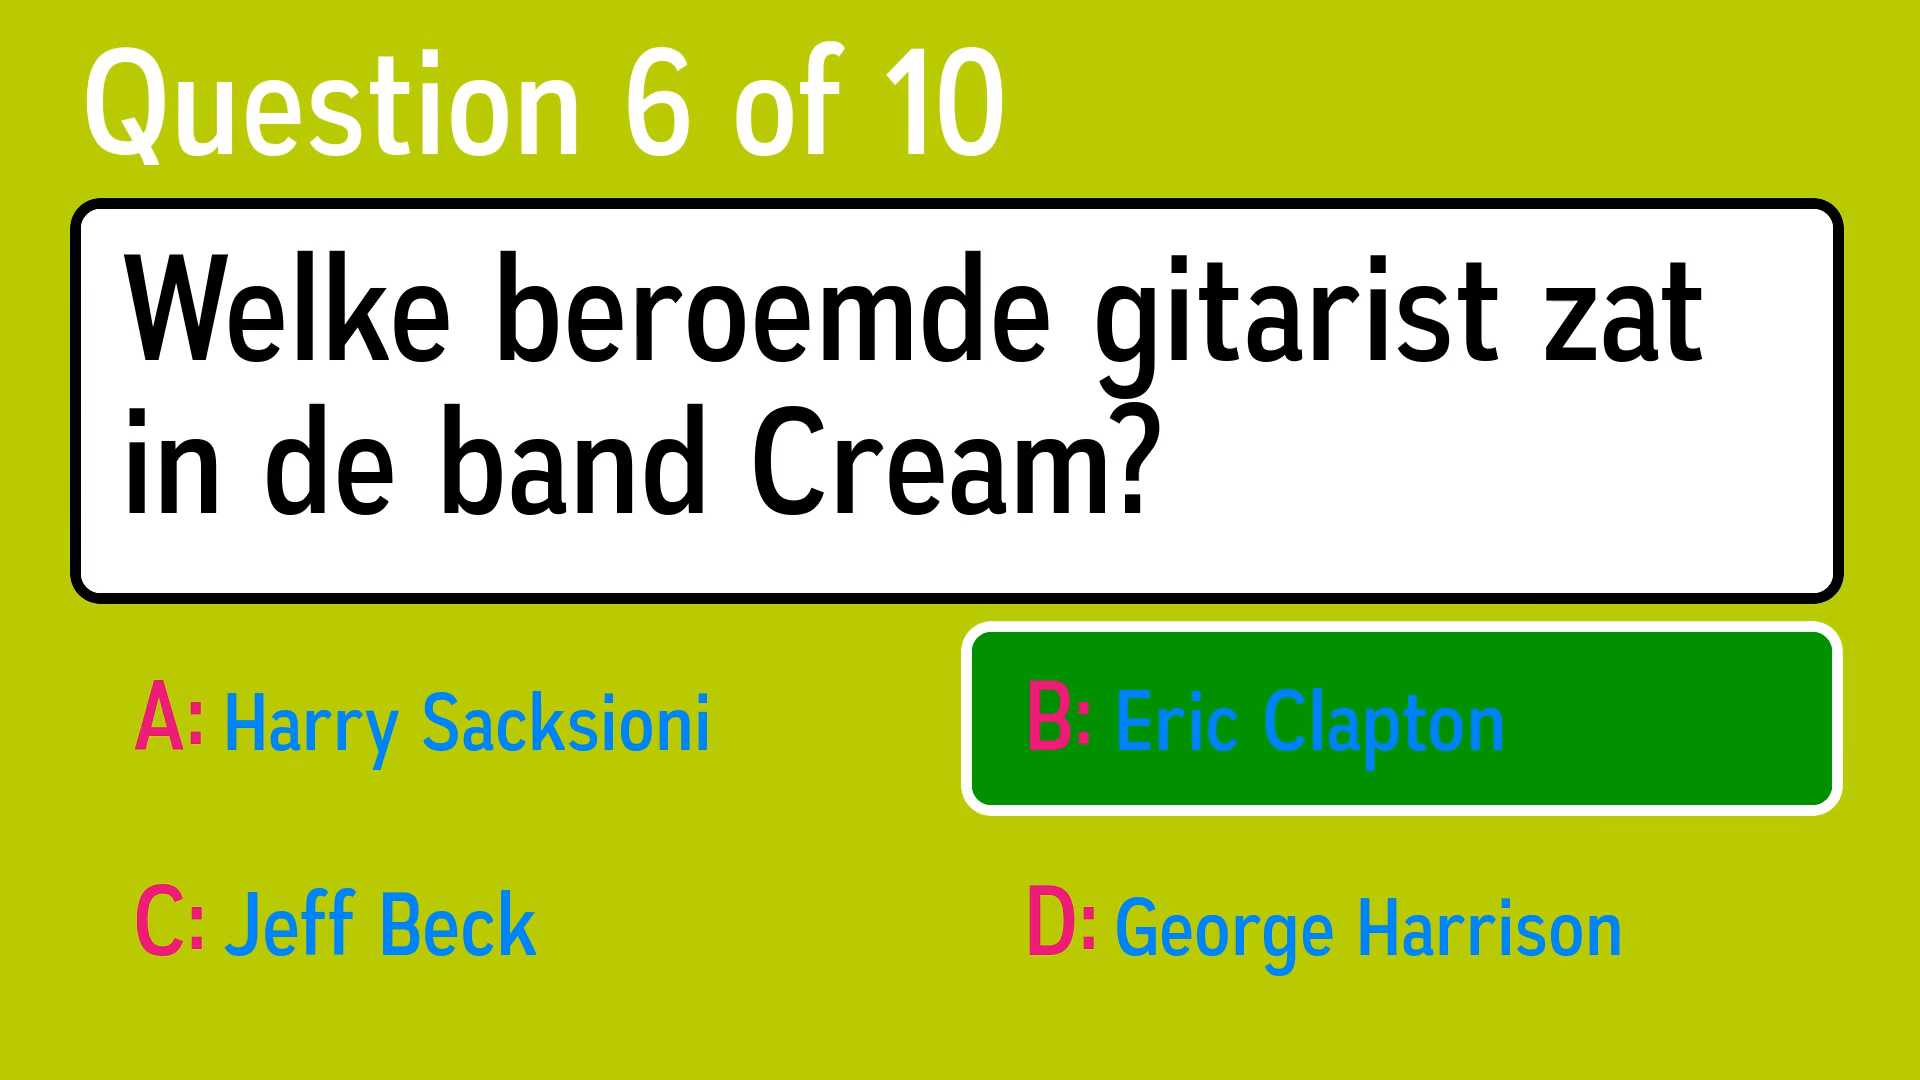 Question 6 of 10
Welke beroemde gitarist zat
in de band Cream?
A: Harry Sacksioni
B: Eric Clapton
C: Jeff Beck
D: George Harrison